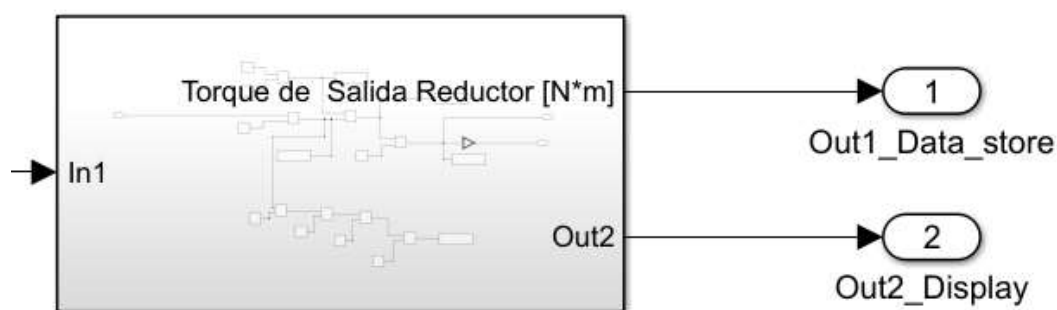 Torque de Salida Reductor [N*m]
1
Out1_Data_store
In1
Out2
2
Out2_Display